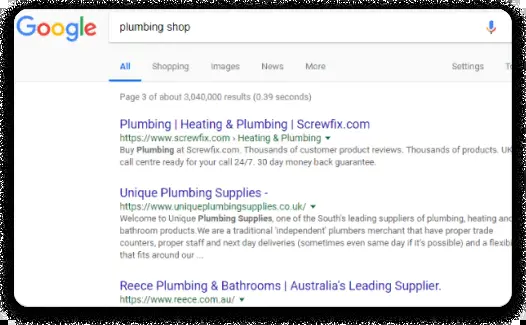 Google
plumbing shop
All Shopping Images News More Settings
Page 3 of about 3,040,000 results (0.39 seconds)
Plumbing | Heating & Plumbing | Screwfix.com
https://www.screwfix.com › Heating & Plumbing
Buy Plumbing at Screwfix.com. Thousands of customer product reviews. Thousands of products. UK
call centre ready for your call 24/7. 30 day money back guarantee.
Unique Plumbing Supplies -
https://www.uniqueplumbingsupplies.co.uk/
Welcome to Unique Plumbing Supplies, one of the South's leading suppliers of plumbing, heating and
bathroom products.We are a traditional 'independent' plumbers merchant that have proper trade
counters, proper staff and next day deliveries (sometimes even same day if it's possible) and a
that fits around our ...
Reece Plumbing & Bathrooms | Australia's Leading Supplier.
https://www.reece.com.au/